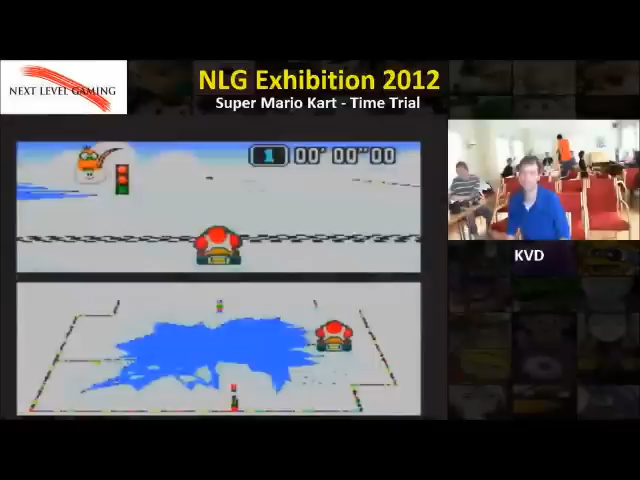 NLG Exhibition 2012
Super Mario Kart - Time Trial
NEXT LEVEL GAMING
1 00' 00"00
KVD